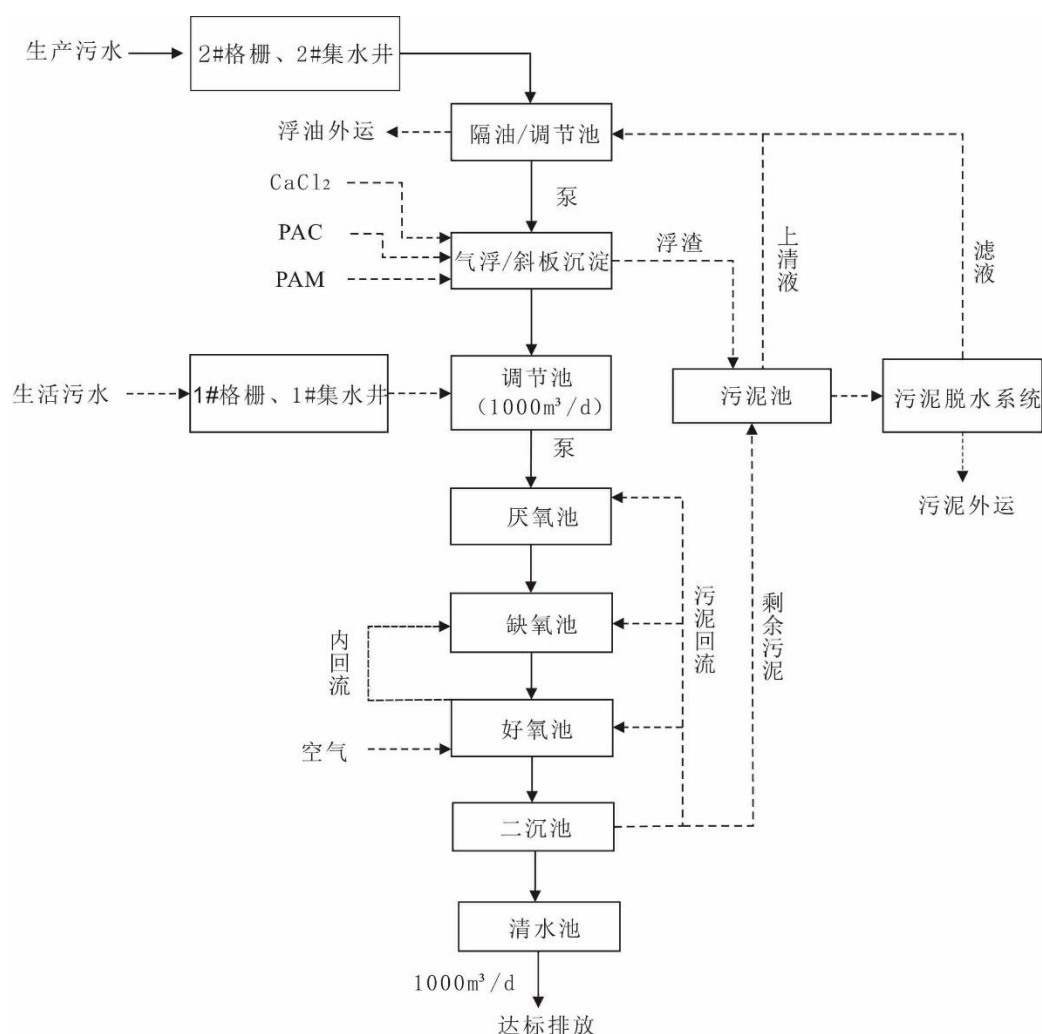 生产污水
2#格栅、2#集水井
浮油外运
隔油/调节池
CaCl₂
泵
PAC
气浮/斜板沉淀
浮渣
上清液
滤液
PAM
生活污水
1#格栅、1#集水井
调节池
（1000m³/d）
污泥池
污泥脱水系统
泵
污泥外运
厌氧池
缺氧池
内回流
污泥回流
剩余污泥
好氧池
空气
二沉池
清水池
1000m³/d
达标排放